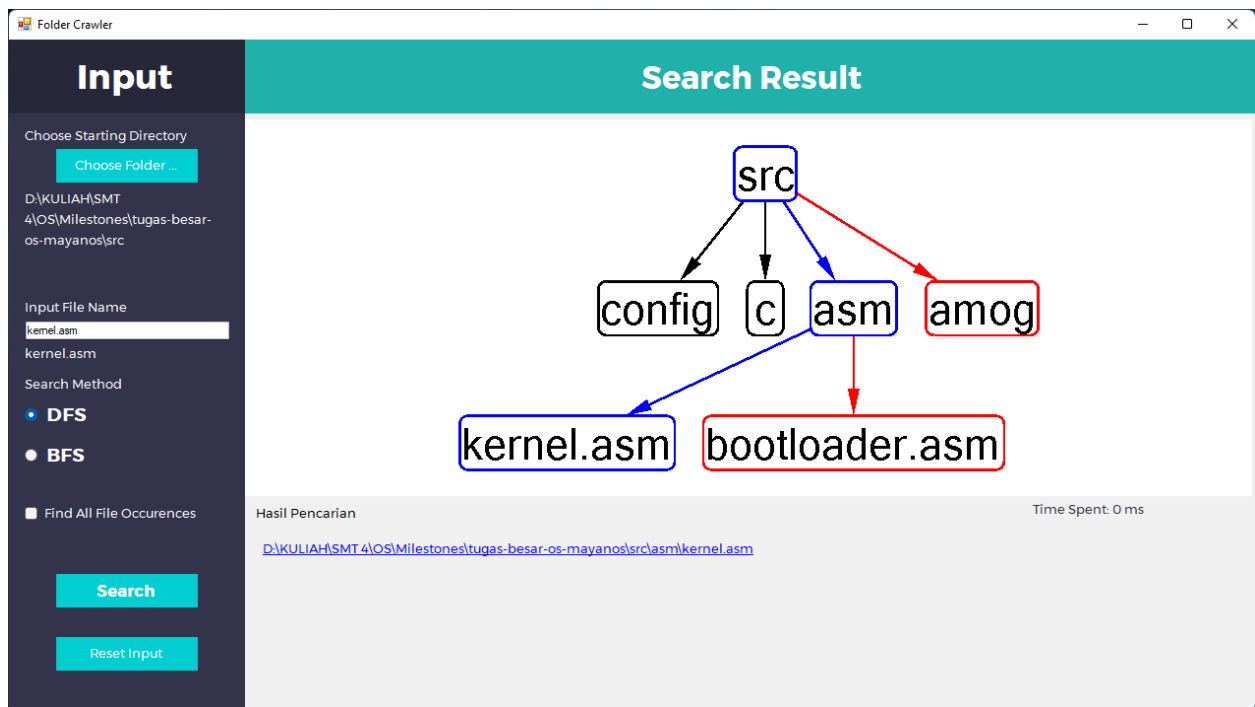 Folder Crawler
Input
Search Result
Choose Starting Directory
Choose Folder ...
D:\KULIAH\SMT
4\OS\Milestones\tugas-besar-
os-mayanos\src
Input File Name
kernel.asm
kernel.asm
Search Method
DFS
BFS
Find All File Occurences
Search
Reset Input
src
config c asm amog
kernel.asm bootloader.asm
Hasil Pencarian
Time Spent: 0 ms
D:\KULIAH\SMT 4\OS\Milestones\tugas-besar-os-mayanos\src\asm\kernel.asm